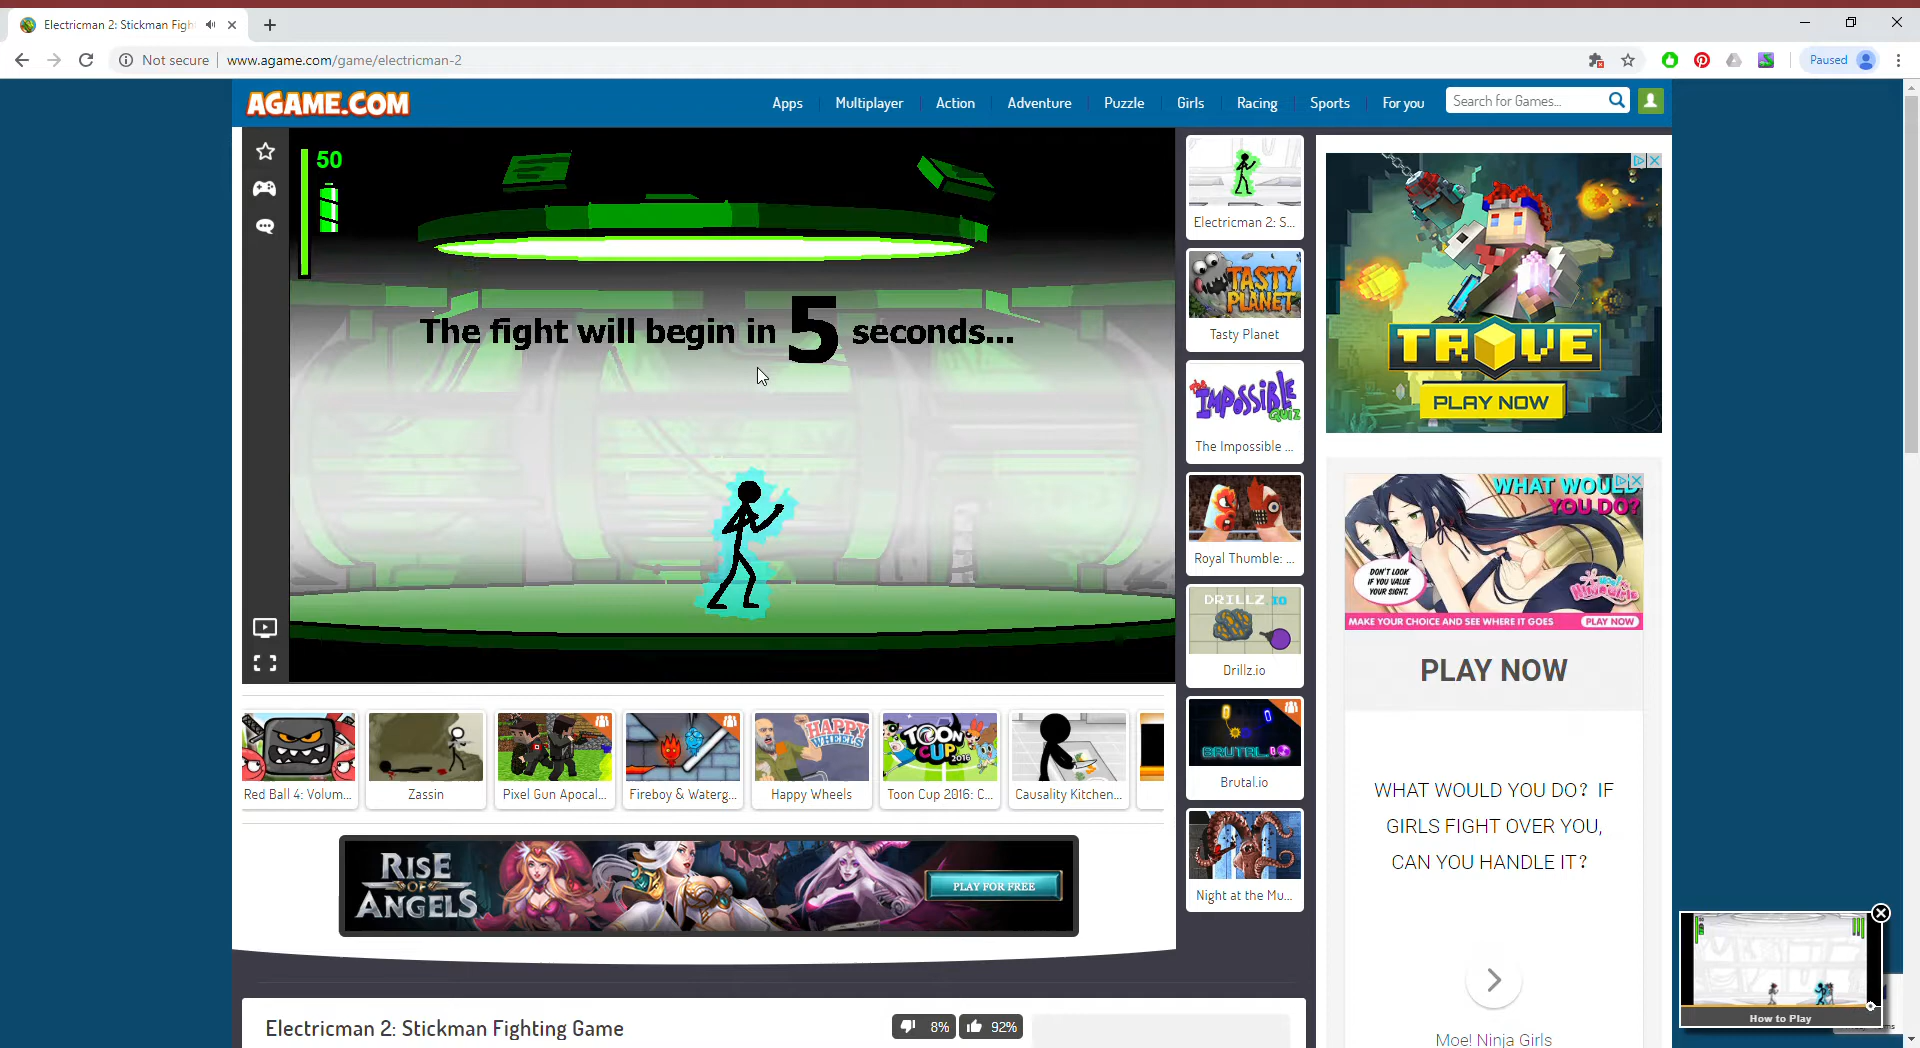 Electricman 2: Stickman Figh
Not secure
www.agame.com/game/electricman-2
Paused
AGAME.COM
Apps
Multiplayer
Action
Adventure
Puzzle
Girls
Racing
Sports
For you
Search for Games...
50
The fight will begin in 5 seconds...
Electricman 2: S...
TASTY PLANET
Tasty Planet
The IMPOSSIBLE QUIZ
The Impossible ...
Royal Thumble: ...
DRILLZ.IO
Drillz.io
BRUTAL.IO
Brutal.io
Night at the Mu...
TROVE
PLAY NOW
WHAT WOULD
YOU DO?
DON'T LOOK
IF YOU VALUE
YOUR SIGHT.
MAKE YOUR CHOICE AND SEE WHERE IT GOES
PLAY NOW
PLAY NOW
WHAT WOULD YOU DO? IF
GIRLS FIGHT OVER YOU,
CAN YOU HANDLE IT?
Moe! Ninja Girls
Red Ball 4: Volum...
Zassin
Pixel Gun Apocal...
Fireboy & Waterg...
HAPPY WHEELS
Happy Wheels
TOON CUP 2016
Toon Cup 2016: C...
Causality Kitchen...
RISE OF ANGELS
PLAY FOR FREE
Electricman 2: Stickman Fighting Game
8%
92%
How to Play